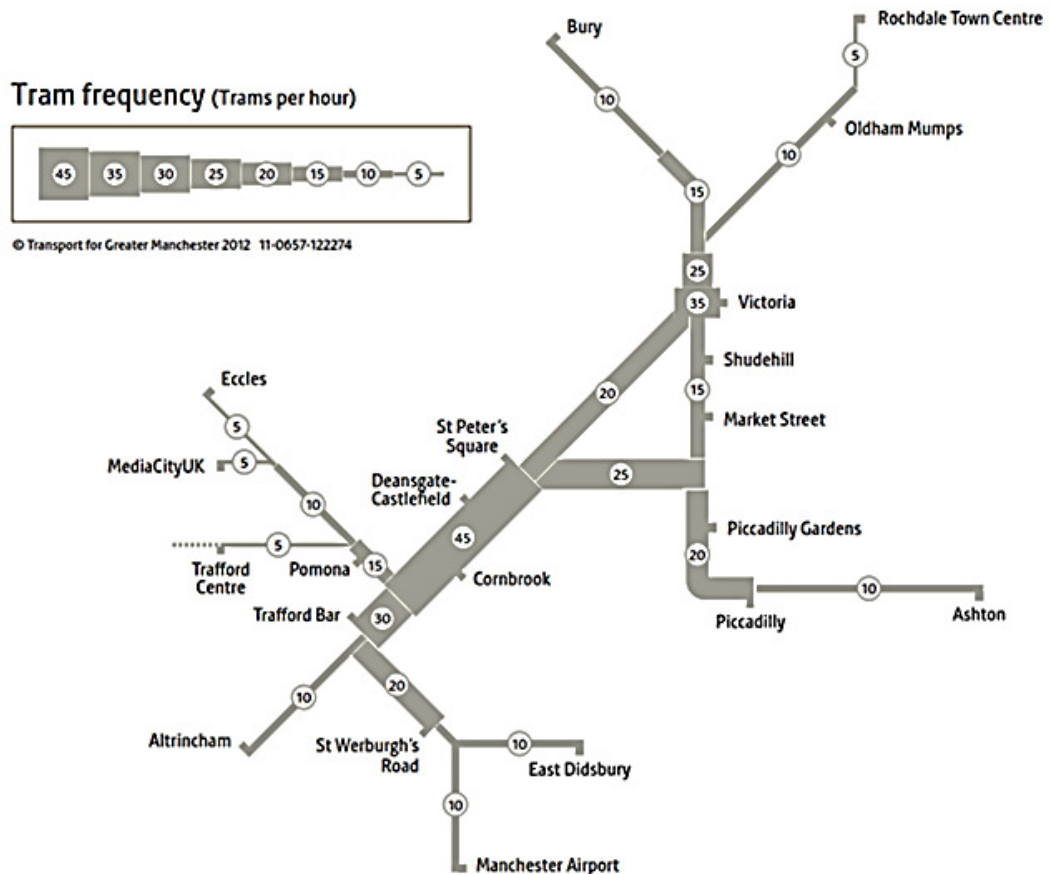 Rochdale Town Centre
Bury
5
Tram frequency (Trams per hour)
10
Oldham Mumps
10
45 35 30 25 20 15 10 5
15
© Transport for Greater Manchester 2012 11-0657-122274
25
35
Victoria
Shudehill
Eccles
20
15
5
Market Street
St Peter's
Square
MediaCityUK
5
25
Deansgate-
Castlefield
10
Piccadilly Gardens
45
5
20
Trafford
Centre
Pomona
15
Cornbrook
10
Trafford Bar
30
Piccadilly
Ashton
20
10
Altrincham
St Werburgh's
Road
10
East Didsbury
10
Manchester Airport